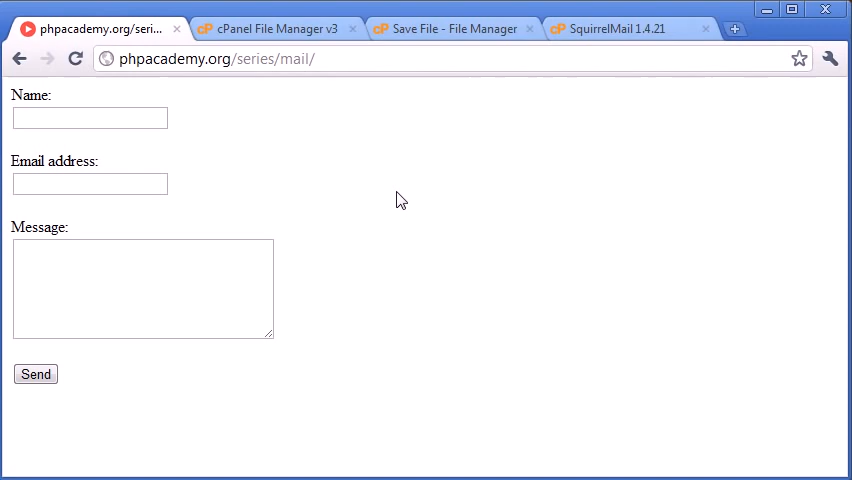 phpacademy.org/seri...
cPanel File Manager v3
Save File - File Manager
SquirrelMail 1.4.21
phpacademy.org/series/mail/
Name:
Email address:
Message:
Send